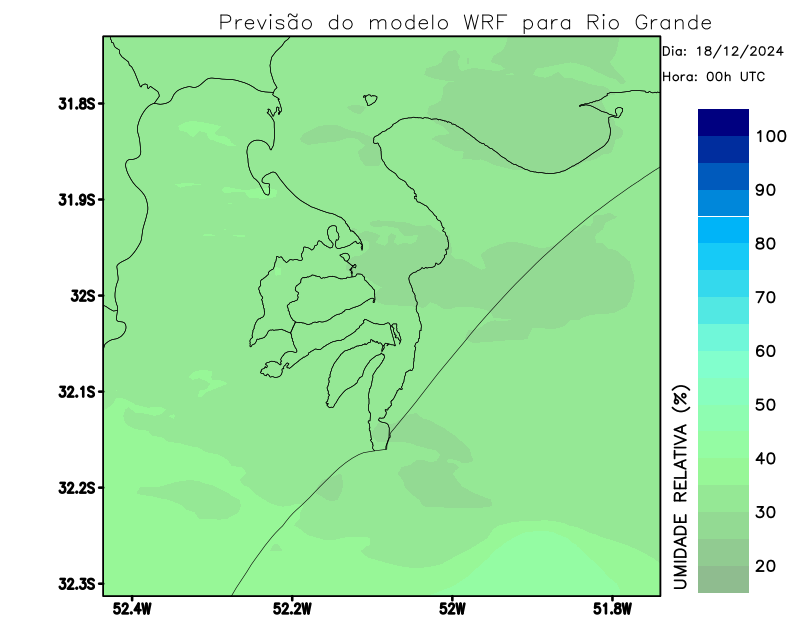 Previsão do modelo WRF para Rio Grande
Dia: 18/12/2024
Hora: 00h UTC
31.8S
31.9S
32S
32.1S
32.2S
32.3S
52.4W
52.2W
52W
51.8W
100
90
80
70
60
50
40
30
20
UMIDADE RELATIVA (%)